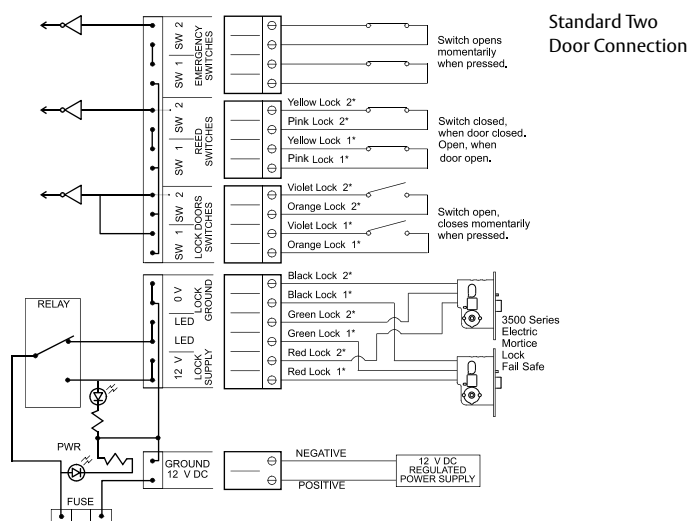 Standard Two
Door Connection
SW 1 SW 2
EMERGENCY
SWITCHES
Switch opens
momentarily
when pressed.
SW 1 SW 2
REED
SWITCHES
Yellow Lock 2*
Pink Lock 2*
Yellow Lock 1*
Pink Lock 1*
Switch closed,
when door closed.
Open, when
door open.
SW 1 SW 2
LOCK DOORS
SWITCHES
Violet Lock 2*
Orange Lock 2*
Violet Lock 1*
Orange Lock 1*
Switch open,
closes momentarily
when pressed.
RELAY
0 V
LOCK
GROUND
LED
LED
12 V
LOCK
SUPPLY
Black Lock 2*
Black Lock 1*
Green Lock 2*
Green Lock 1*
Red Lock 2*
Red Lock 1*
3500 Series
Electric
Mortice
Lock
Fail Safe
PWR
FUSE
GROUND
12 V DC
NEGATIVE
POSITIVE
12 V DC
REGULATED
POWER SUPPLY